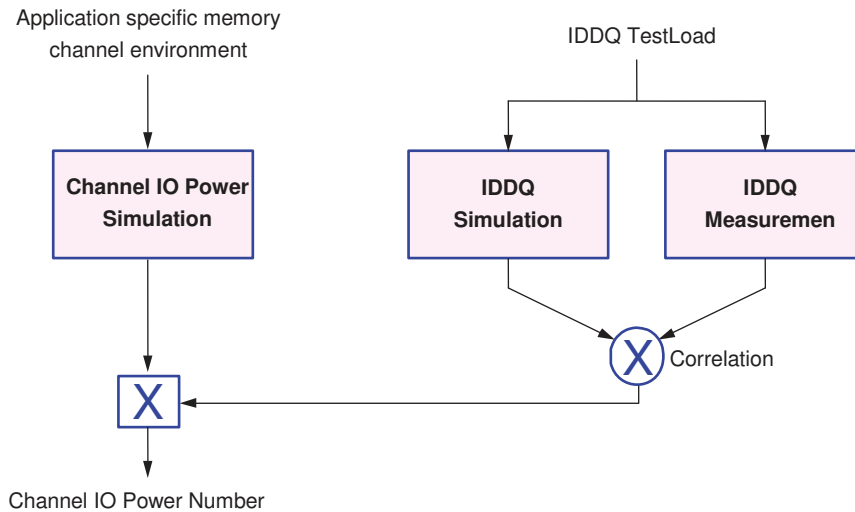 Application specific memory
channel environment
IDDQ TestLoad
Channel IO Power
Simulation
IDDQ
Simulation
IDDQ
Measuremen
X
Correlation
X
Channel IO Power Number